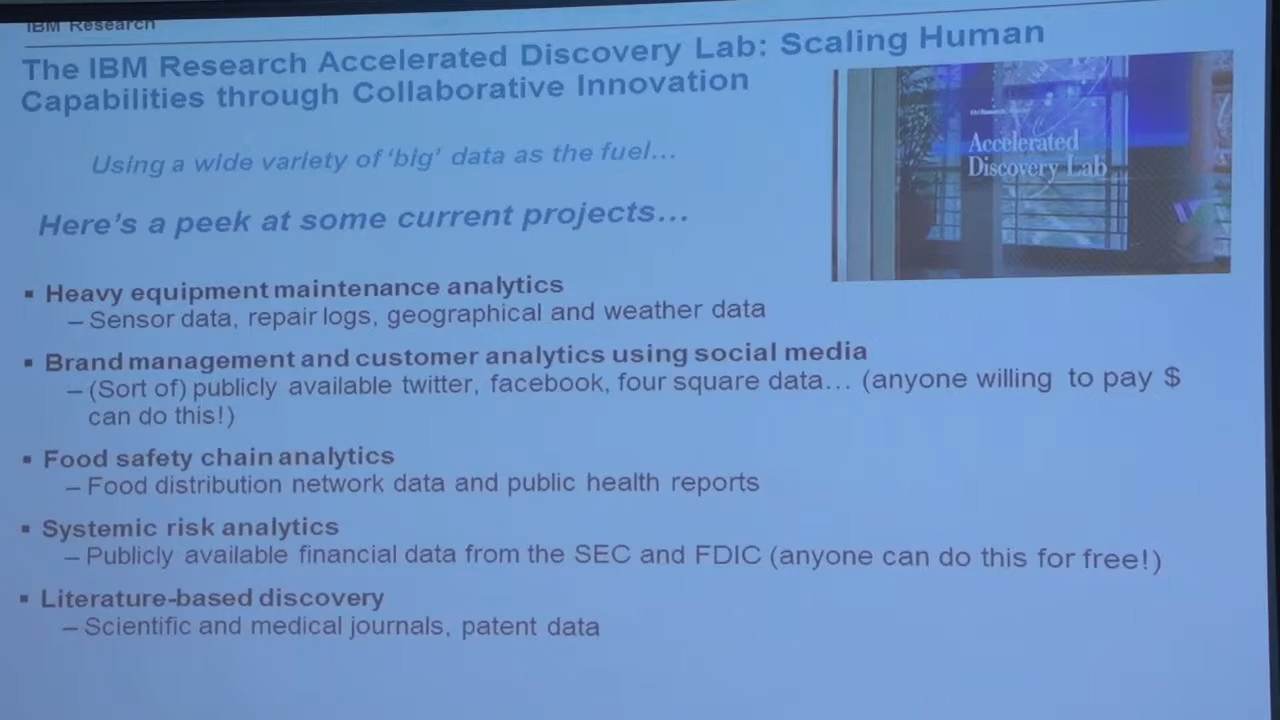 IBM Research
The IBM Research Accelerated Discovery Lab: Scaling Human
Capabilities through Collaborative Innovation
Using a wide variety of 'big' data as the fuel…
Here's a peek at some current projects…
Accelerated
Discovery Lab
▪ Heavy equipment maintenance analytics
– Sensor data, repair logs, geographical and weather data
▪ Brand management and customer analytics using social media
– (Sort of) publicly available twitter, facebook, four square data… (anyone willing to pay $
can do this!)
▪ Food safety chain analytics
– Food distribution network data and public health reports
▪ Systemic risk analytics
– Publicly available financial data from the SEC and FDIC (anyone can do this for free!)
▪ Literature-based discovery
– Scientific and medical journals, patent data